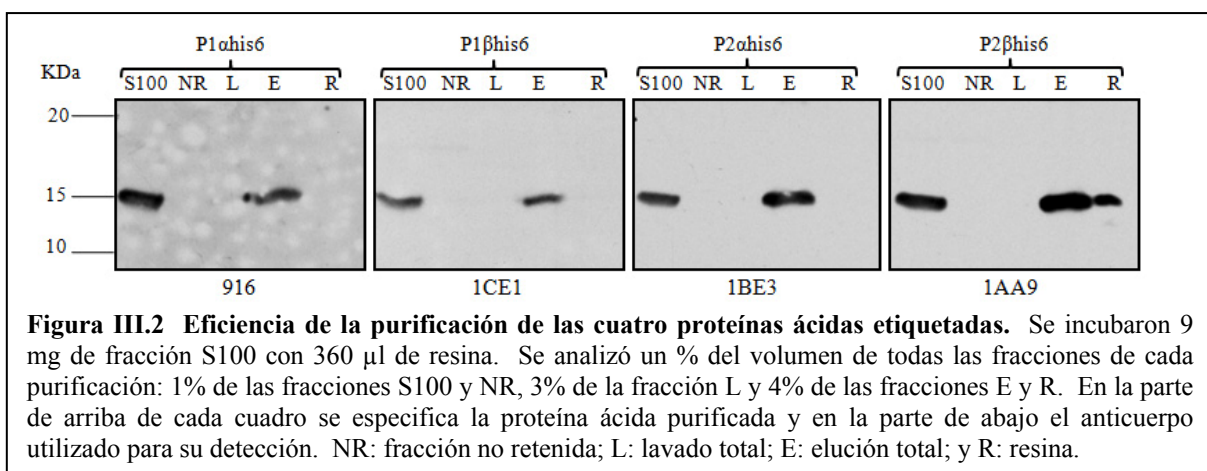 P1αhis6 P1βhis6 P2αhis6 P2βhis6
KDa S100 NR L E R S100 NR L E R S100 NR L E R S100 NR L E R
20
15
10
916 1CE1 1BE3 1AA9
Figura III.2 Eficiencia de la purificación de las cuatro proteínas ácidas etiquetadas. Se incubaron 9
mg de fracción S100 con 360 µl de resina. Se analizó un % del volumen de todas las fracciones de cada
purificación: 1% de las fracciones S100 y NR, 3% de la fracción L y 4% de las fracciones E y R. En la parte
de arriba de cada cuadro se especifica la proteína ácida purificada y en la parte de abajo el anticuerpo
utilizado para su detección. NR: fracción no retenida; L: lavado total; E: elución total; y R: resina.